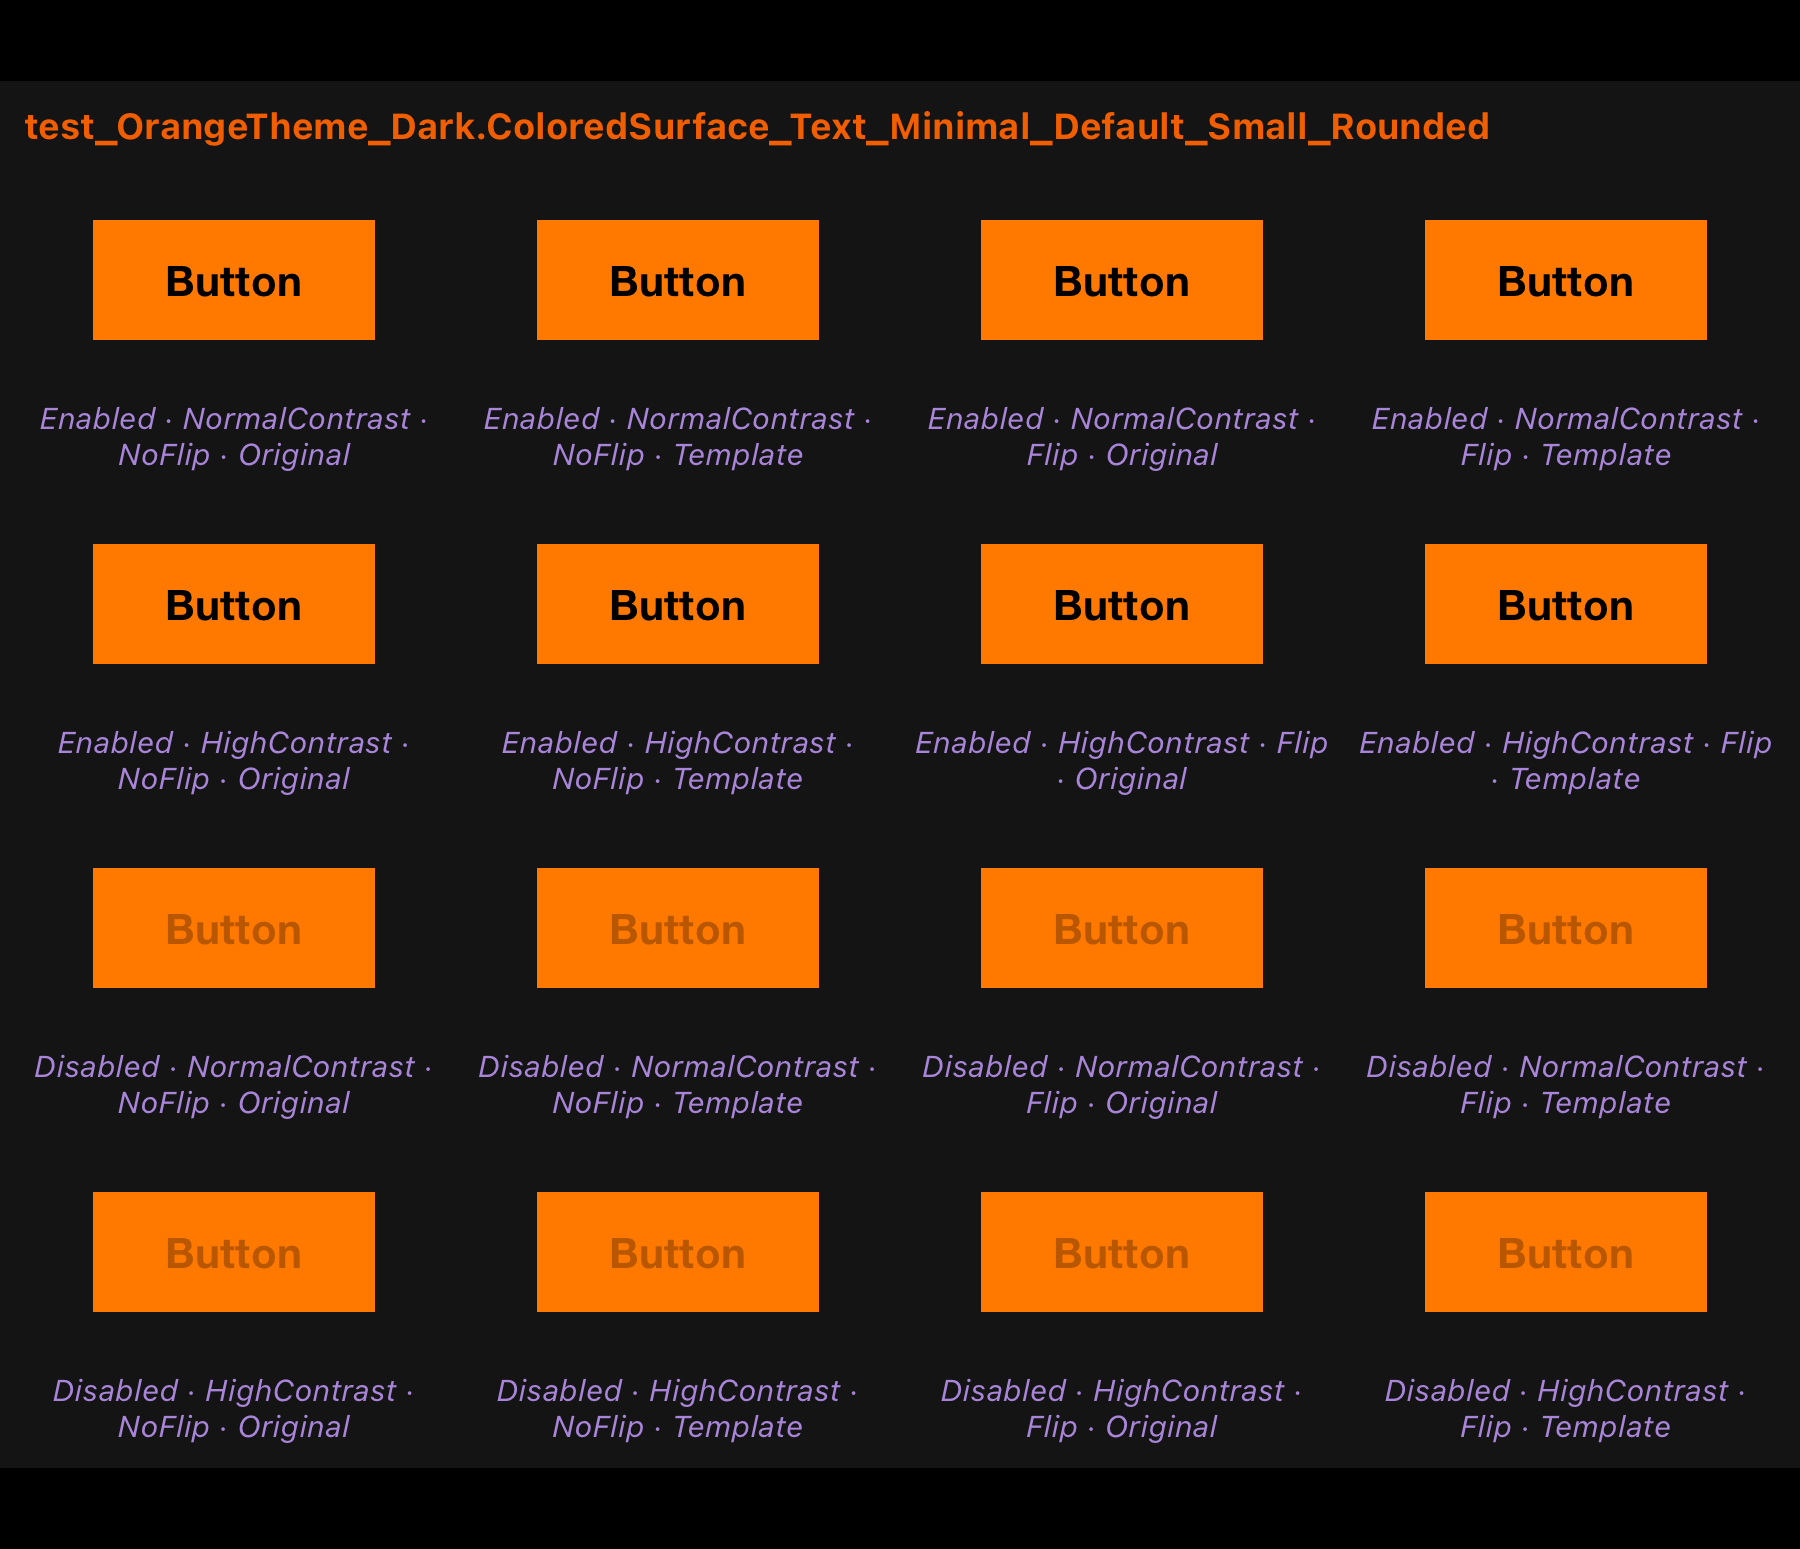 test_OrangeTheme_Dark.ColoredSurface_Text_Minimal_Default_Small_Rounded
Button Button Button Button
Enabled · NormalContrast · Enabled · NormalContrast · Enabled · NormalContrast · Enabled · NormalContrast ·
NoFlip · Original NoFlip · Template Flip · Original Flip · Template
Button Button Button Button
Enabled · HighContrast · Enabled · HighContrast · Enabled · HighContrast · Flip Enabled · HighContrast · Flip
NoFlip · Original NoFlip · Template · Original · Template
Button Button Button Button
Disabled · NormalContrast · Disabled · NormalContrast · Disabled · NormalContrast · Disabled · NormalContrast ·
NoFlip · Original NoFlip · Template Flip · Original Flip · Template
Button Button Button Button
Disabled · HighContrast · Disabled · HighContrast · Disabled · HighContrast · Disabled · HighContrast ·
NoFlip · Original NoFlip · Template Flip · Original Flip · Template